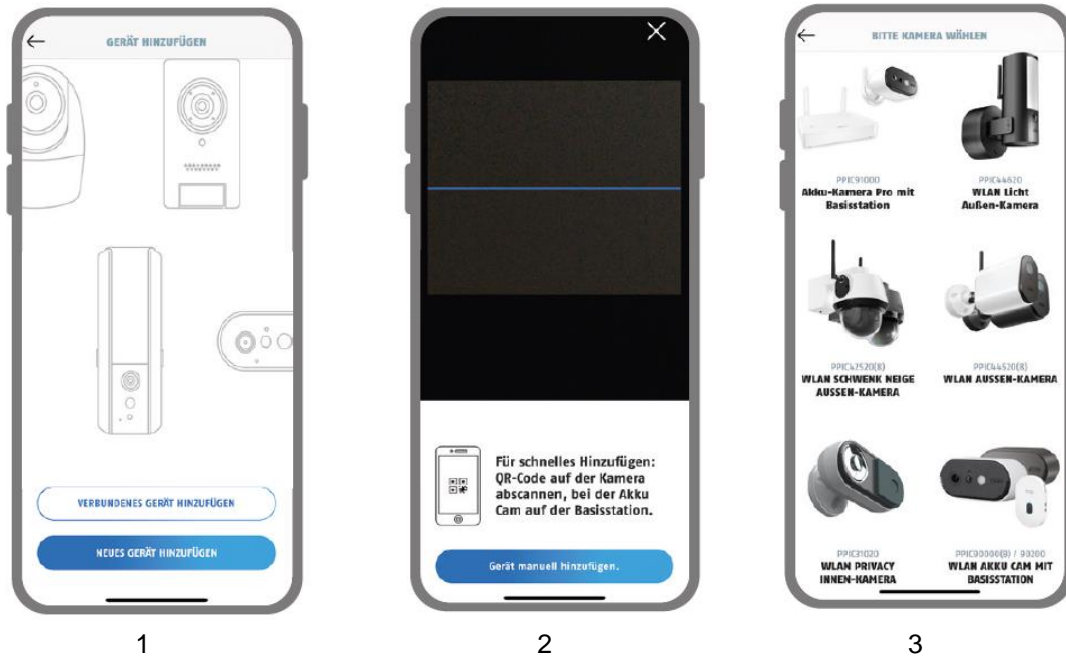 GERÄT HINZUFÜGEN
VERBUNDENES GERÄT HINZUFÜGEN
NEUES GERÄT HINZUFÜGEN
1
Für schnelles Hinzufügen:
QR-Code auf der Kamera
abscannen, bei der Akku
Cam auf der Basisstation.
Gerät manuell hinzufügen.
2
BITTE KAMERA WÄHLEN
PPIC91000
Akku-Kamera Pro mit
Basisstation
PPIC44620
WLAN Licht
Außen-Kamera
PPIC42520(B)
WLAN SCHWENK NEIGE
AUSSEN-KAMERA
PPIC44520(B)
WLAN AUSSEN-KAMERA
PPIC31020
WLAM PRIVACY
INNEM-KAMERA
PPIC90000(B) / 90200
WLAN AKKU CAM MIT
BASISSTATION
3